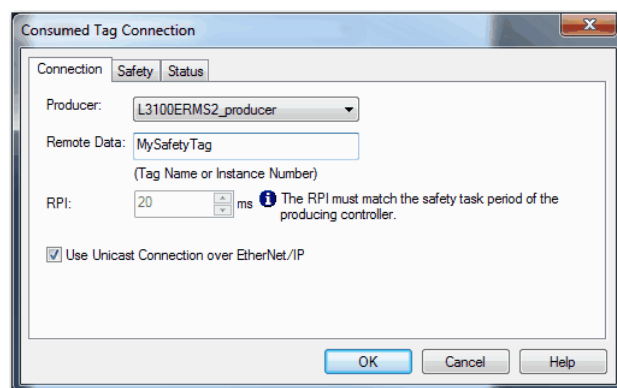 Consumed Tag Connection
Connection Safety Status
Producer: L3100ERMS2_producer
Remote Data: MySafetyTag
(Tag Name or Instance Number)
RPI: 20 ms The RPI must match the safety task period of the
producing controller.
Use Unicast Connection over EtherNet/IP
OK Cancel Help